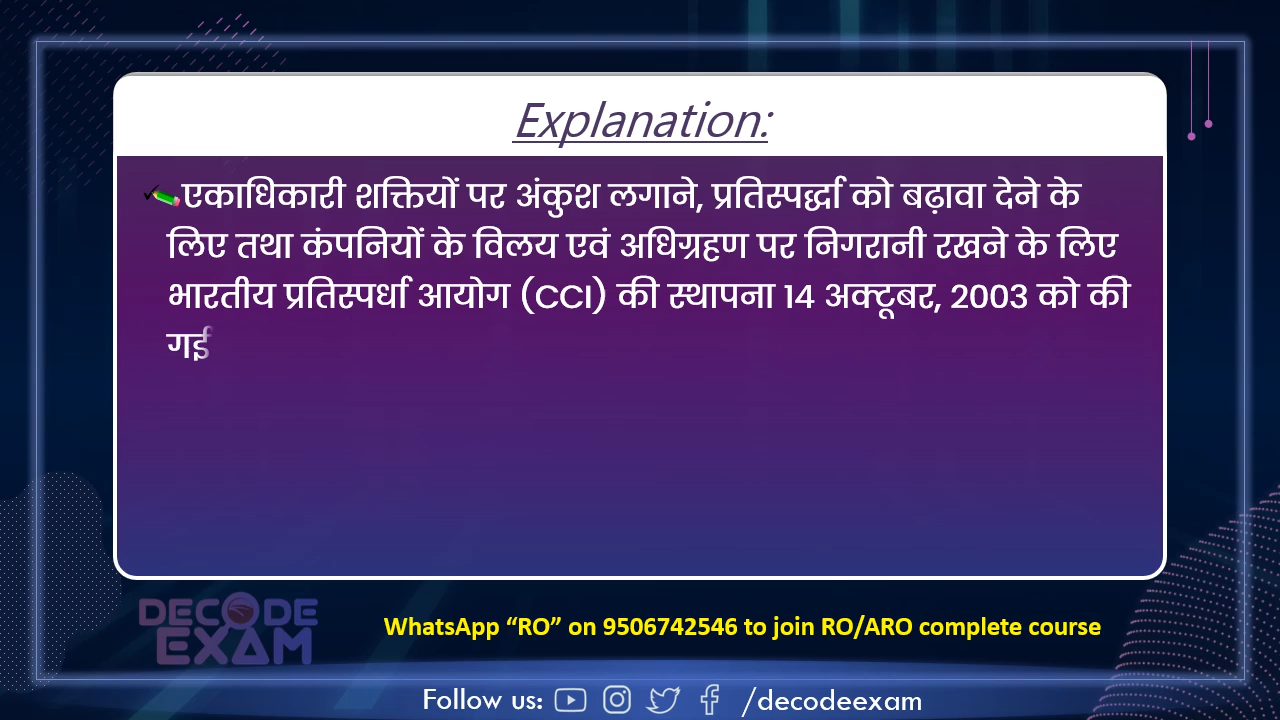 Explanation:
एकाधिकारी शक्तियों पर अंकुश लगाने, प्रतिस्पर्द्धा को बढ़ावा देने के
लिए तथा कंपनियों के विलय एवं अधिग्रहण पर निगरानी रखने के लिए
भारतीय प्रतिस्पर्धा आयोग (CCI) की स्थापना 14 अक्टूबर, 2003 को की
गई
DECODE
EXAM
WhatsApp “RO” on 9506742546 to join RO/ARO complete course
Follow us: /decodeexam